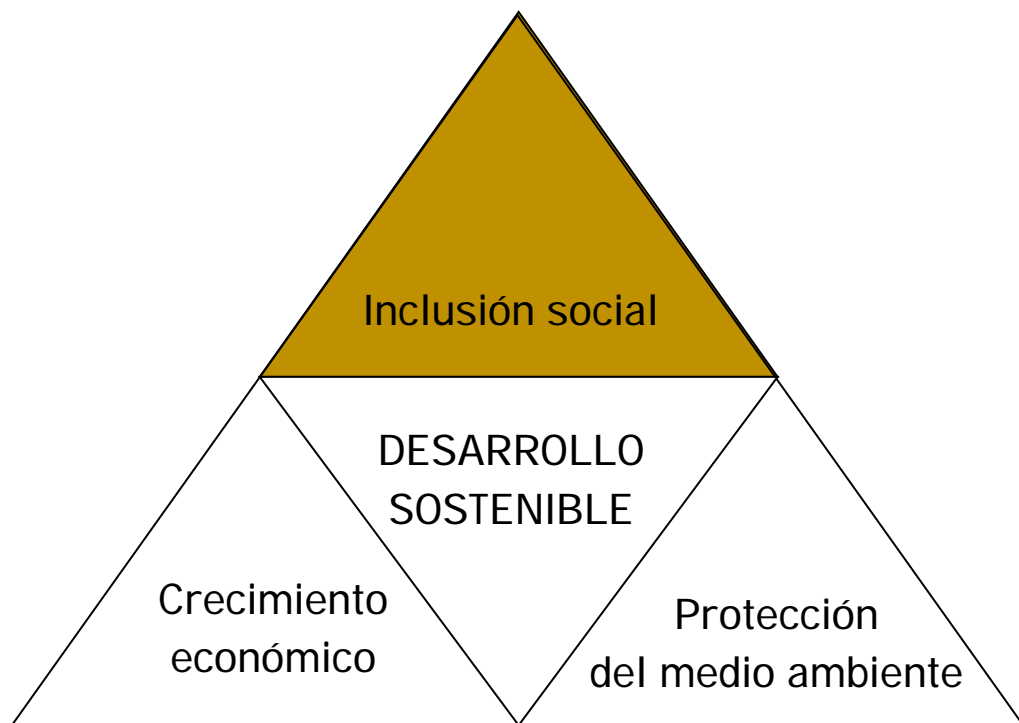 Inclusión social
DESARROLLO
SOSTENIBLE
Crecimiento
económico
Protección
del medio ambiente